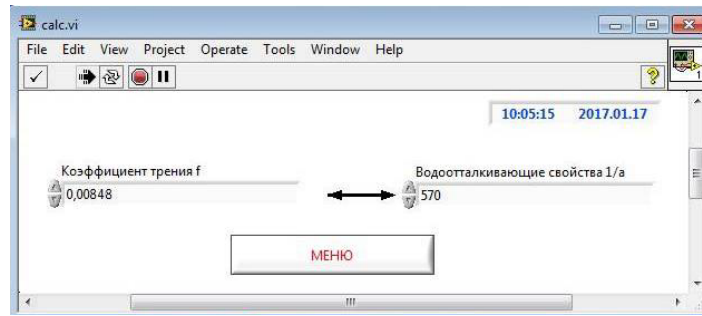 calc.vi
File Edit View Project Operate Tools Window Help
10:05:15 2017.01.17
Коэффициент трения f
Водоотталкивающие свойства 1/a
0,00848
570
МЕНЮ
1